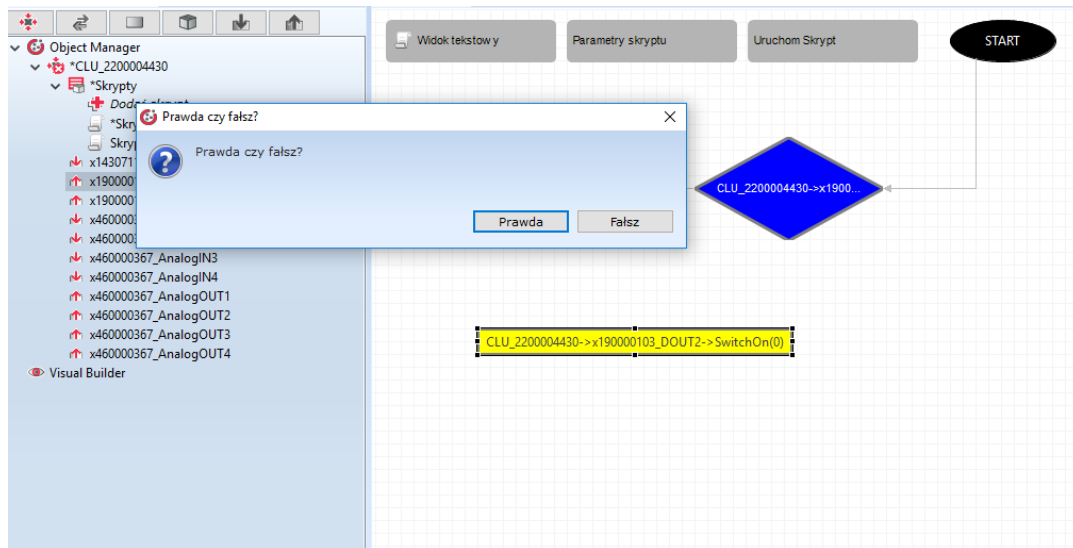 Object Manager
*CLU_2200004430
*Skrypty
*Skry
Skryp
x1430711
x190000
x190000
x460000
x460000
x460000367_AnalogIN3
x460000367_AnalogIN4
x460000367_AnalogOUT1
x460000367_AnalogOUT2
x460000367_AnalogOUT3
x460000367_AnalogOUT4
Visual Builder
Prawda czy fałsz?
Prawda czy fałsz?
Prawda
Fałsz
Widok tekstowy
Parametry skryptu
Uruchom Skrypt
START
CLU_2200004430->x1900...
CLU_2200004430->x190000103_DOUT2->SwitchOn(0)